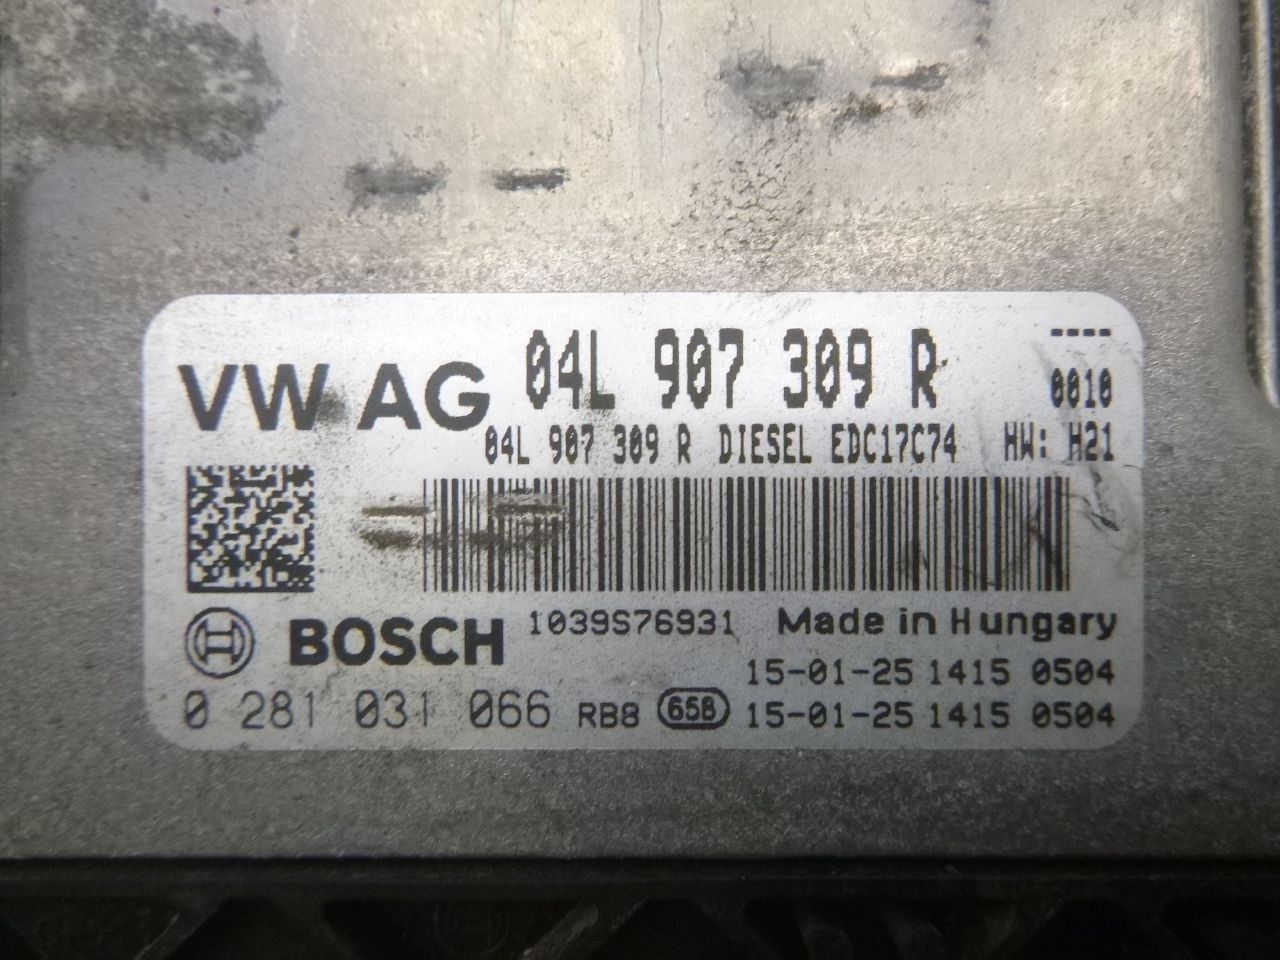 VW AG 04L 907 309 R ----
0010
04L 907 309 R DIESEL EDC17C74 HW: H21
BOSCH 1039S76931 Made in Hungary
15-01-25 1415 0504
0 281 031 066 RB8 65B 15-01-25 1415 0504